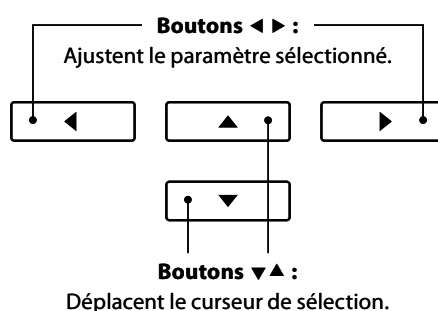 Boutons ◀ ▶ :
Ajustent le paramètre sélectionné.
◀ ▲ ▶
▼
Boutons ▼▲ :
Déplacent le curseur de sélection.